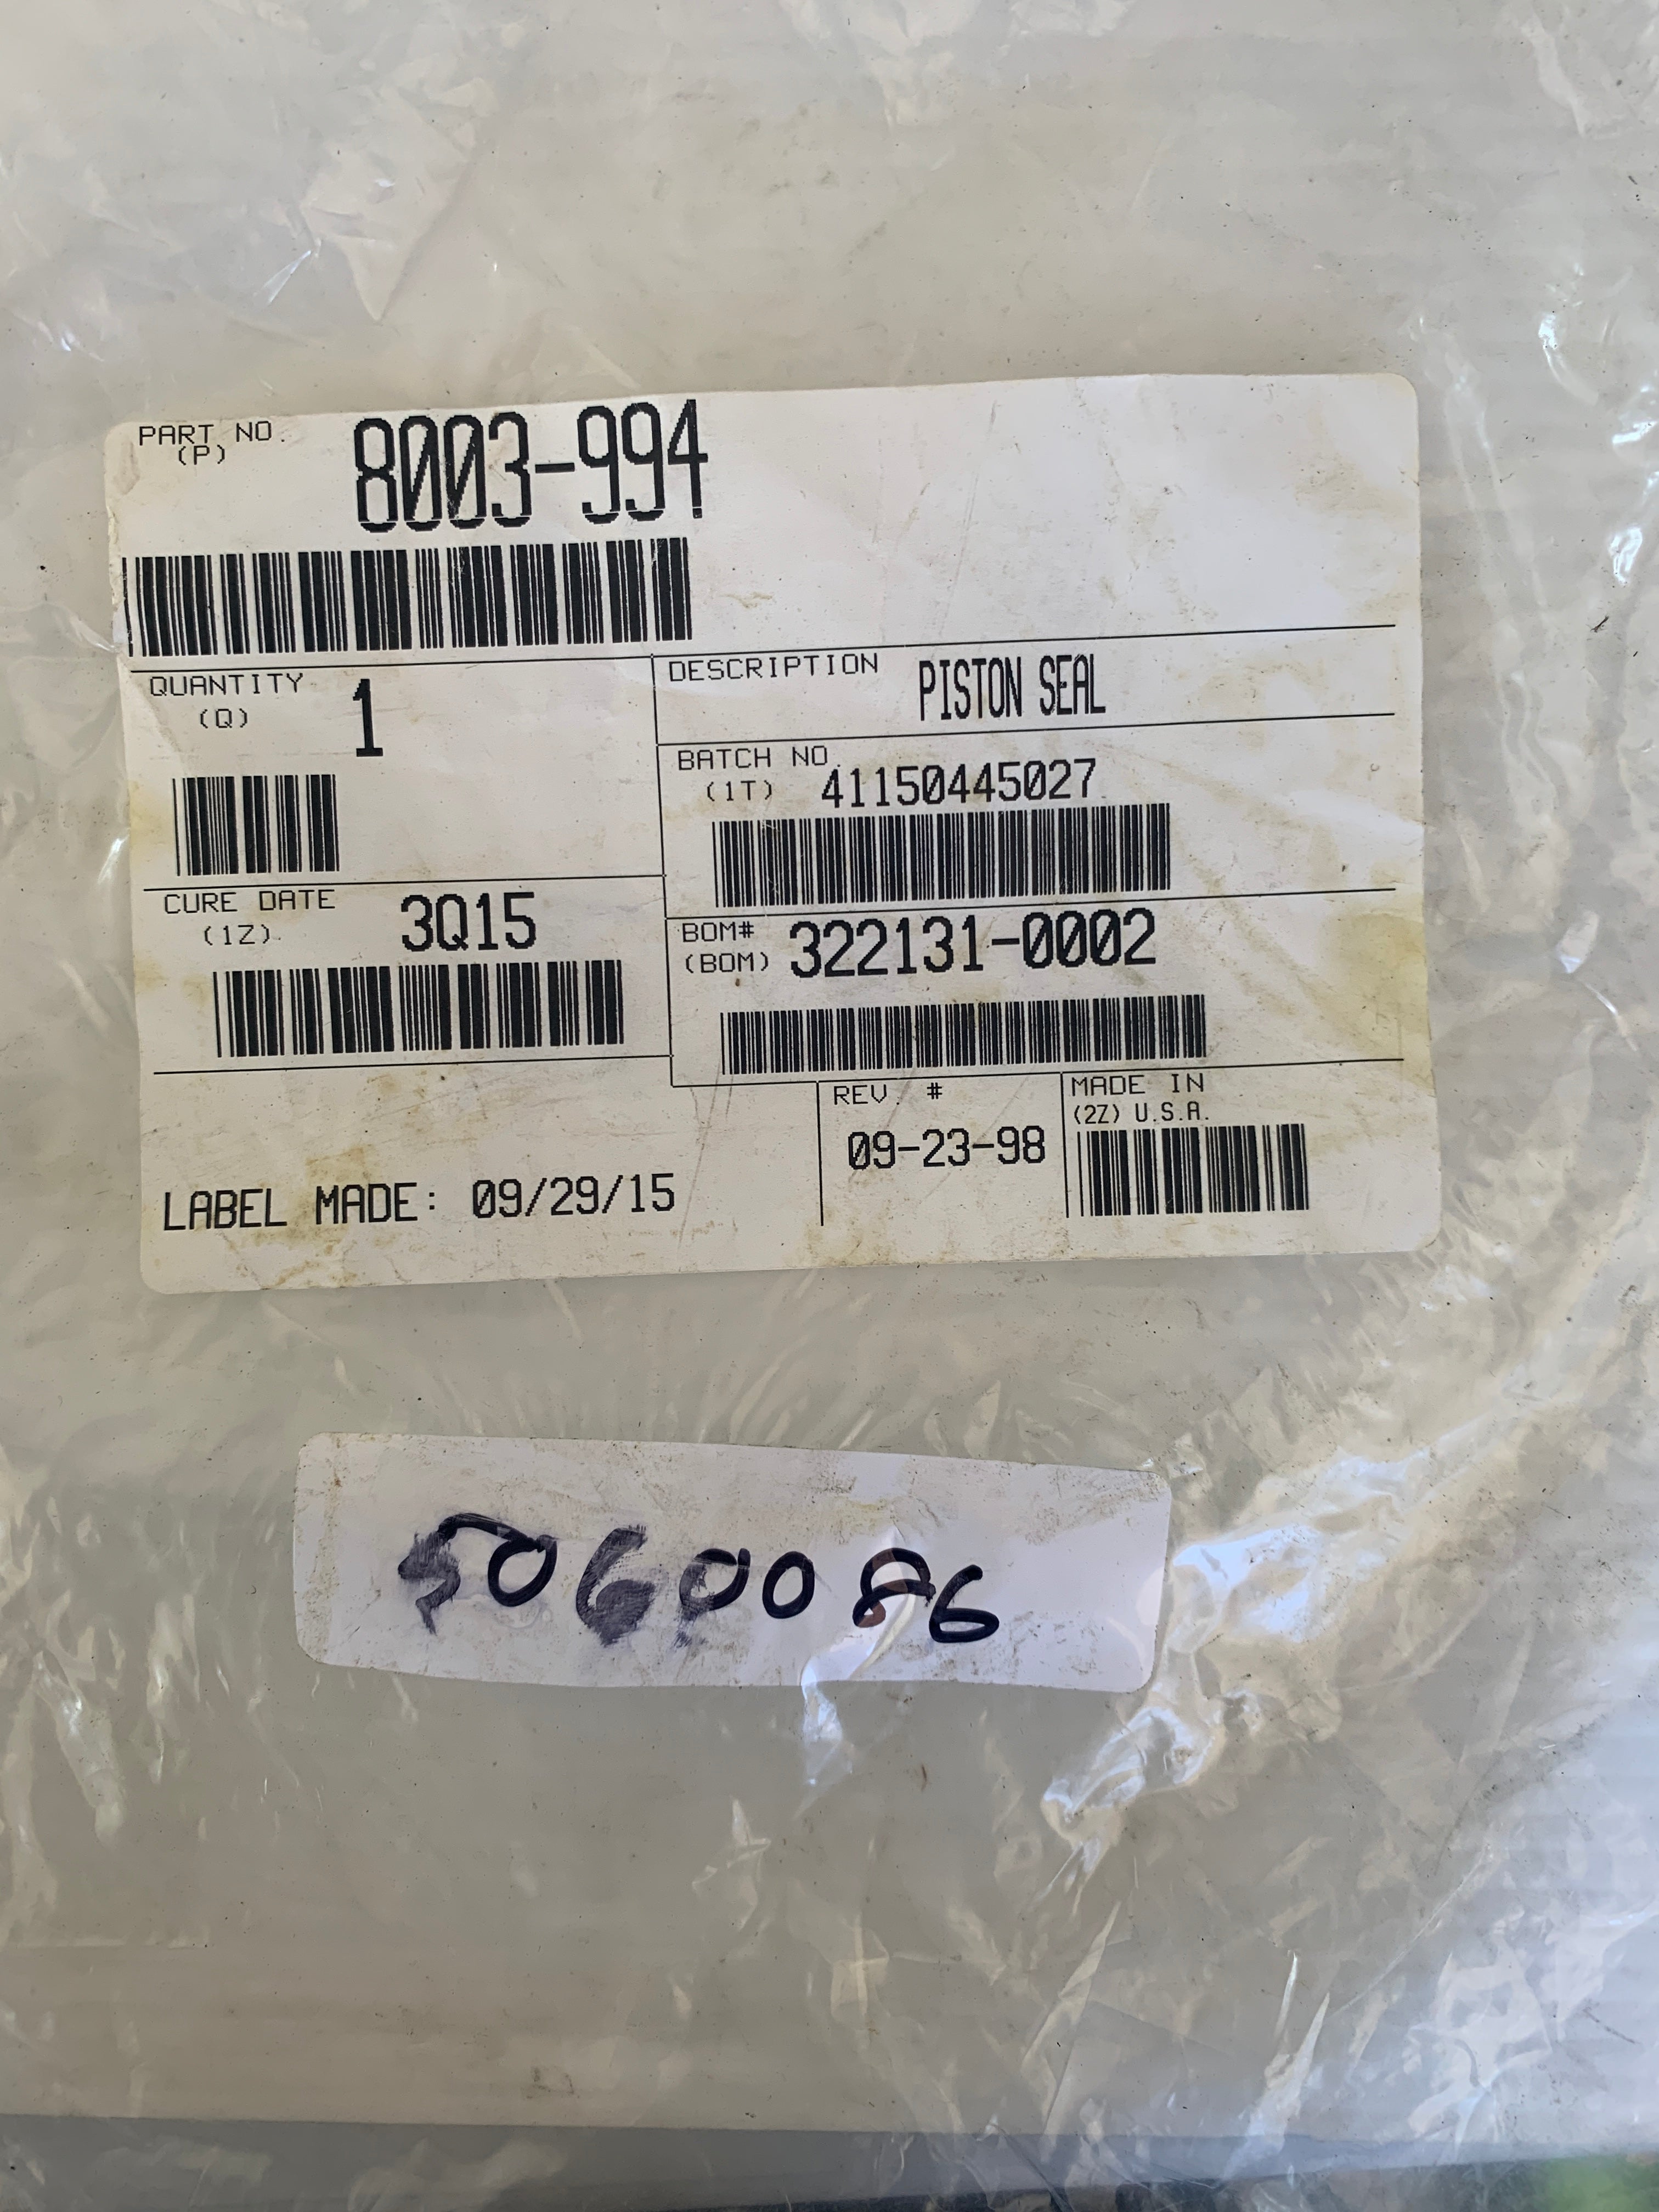 PART NO.
(P)
8003-994
QUANTITY
(Q)
1
DESCRIPTION
PISTON SEAL
BATCH NO.
(1T)
41150445027
CURE DATE
(1Z)
3Q15
BOM#
(BOM)
322131-0002
REV. #
09-23-98
MADE IN
(2Z) U.S.A.
LABEL MADE: 09/29/15
5060086